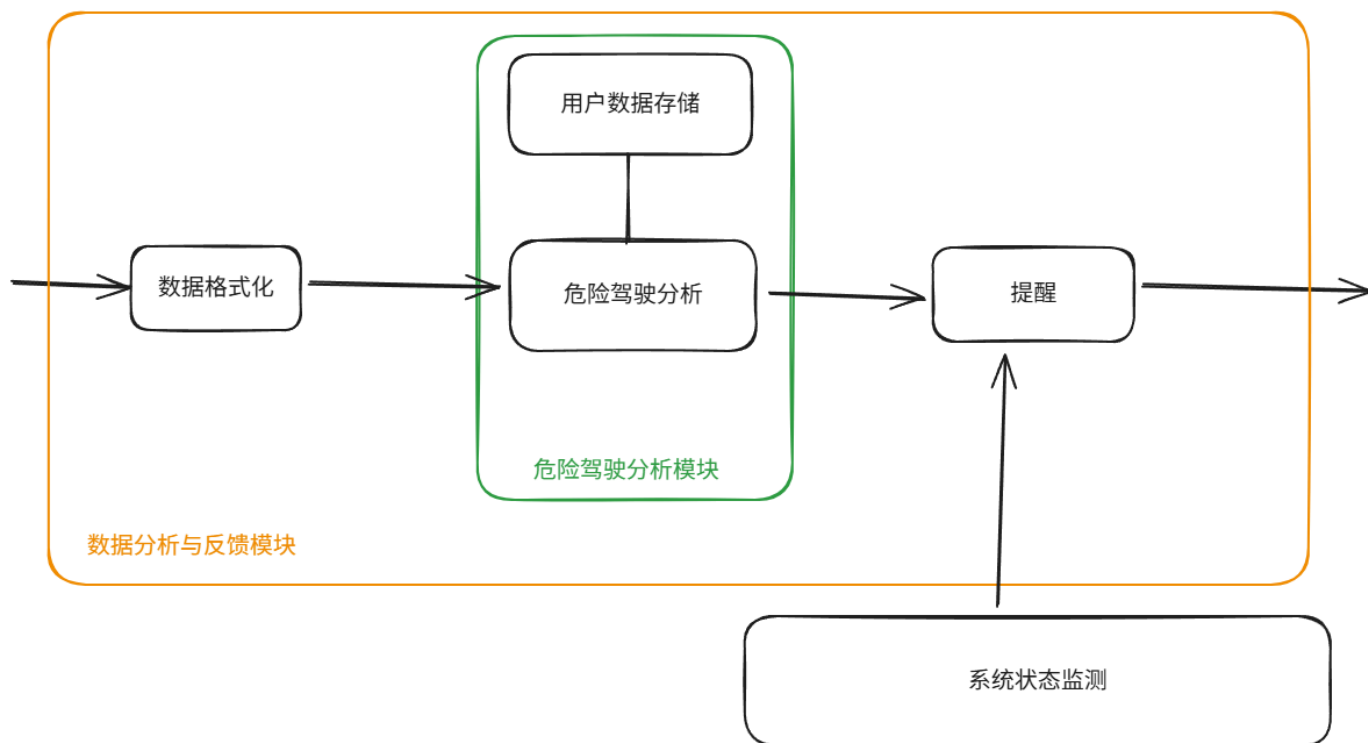 用户数据存储
数据格式化
危险驾驶分析
提醒
危险驾驶分析模块
数据分析与反馈模块
系统状态监测